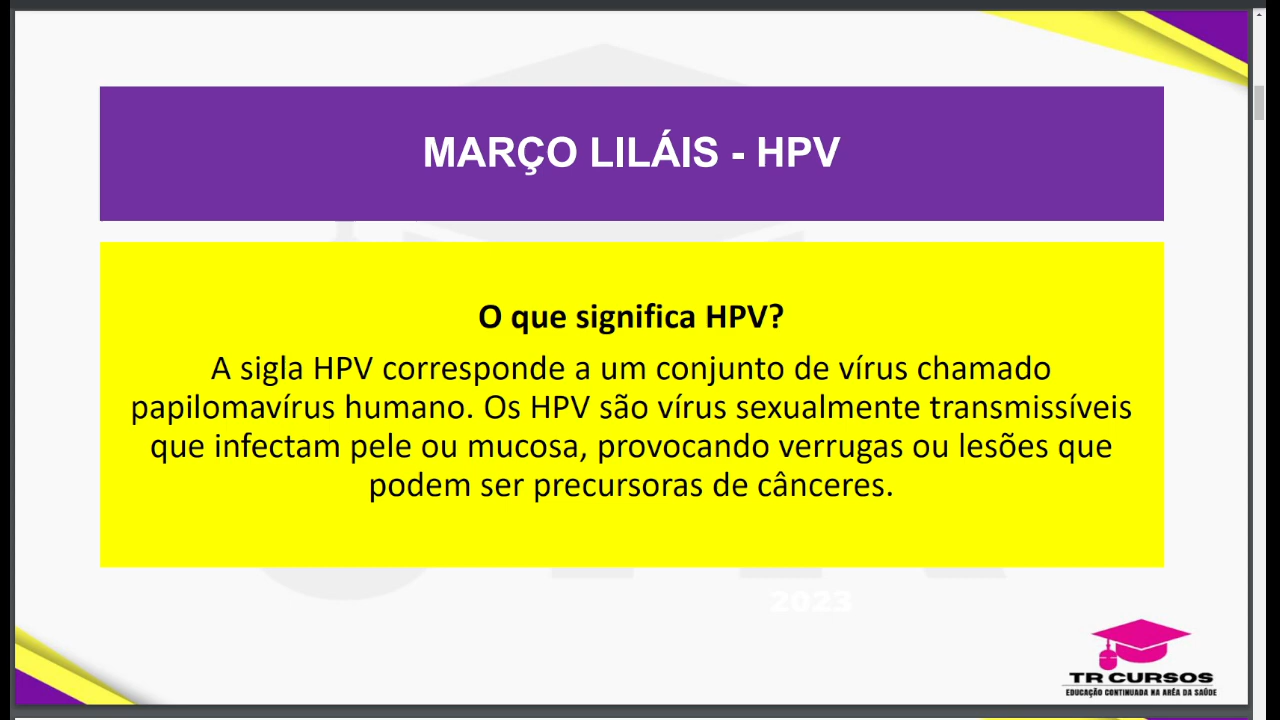 MARÇO LILÁIS - HPV
O que significa HPV?
A sigla HPV corresponde a um conjunto de vírus chamado
papilomavírus humano. Os HPV são vírus sexualmente transmissíveis
que infectam pele ou mucosa, provocando verrugas ou lesões que
podem ser precursoras de cânceres.
2023
TR CURSOS
EDUCAÇÃO CONTINUADA NA ARÉA DA SAÚDE